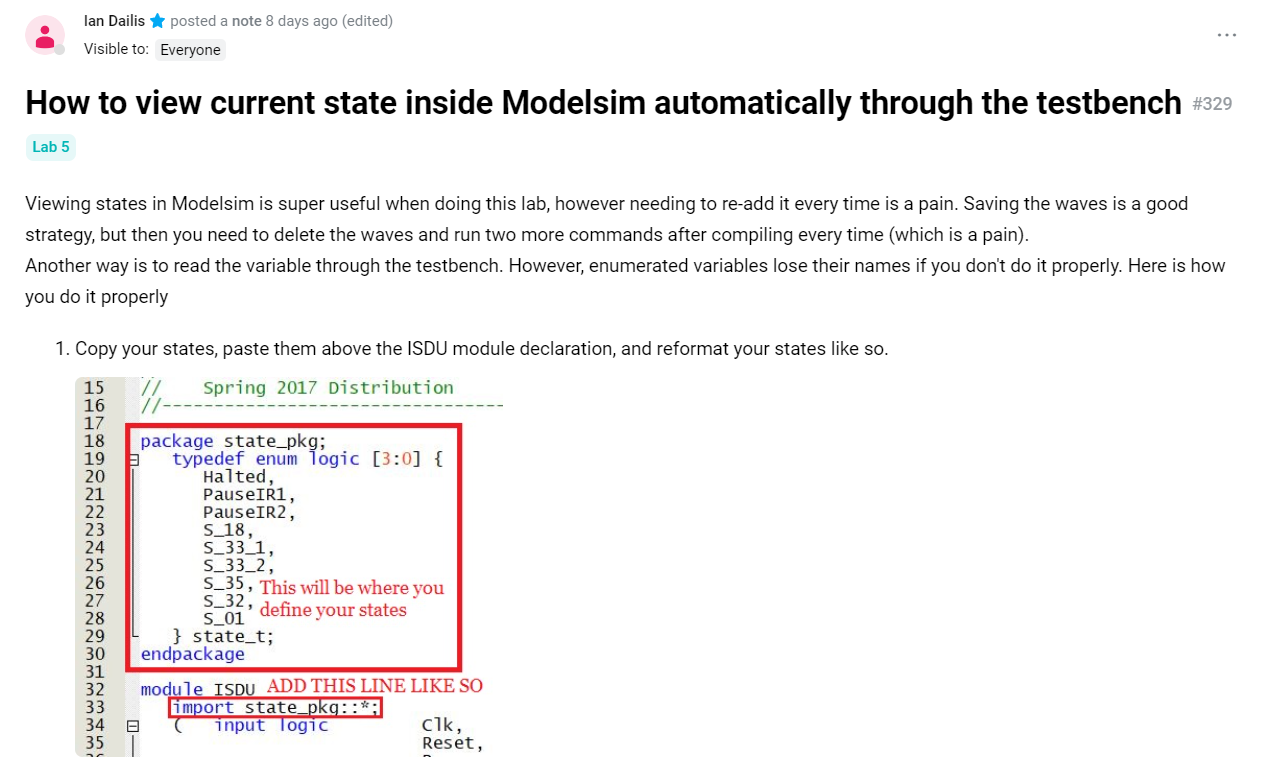 Ian Dailis posted a note 8 days ago (edited)
Visible to: Everyone
How to view current state inside Modelsim automatically through the testbench #329
Lab 5
Viewing states in Modelsim is super useful when doing this lab, however needing to re-add it every time is a pain. Saving the waves is a good
strategy, but then you need to delete the waves and run two more commands after compiling every time (which is a pain).
Another way is to read the variable through the testbench. However, enumerated variables lose their names if you don't do it properly. Here is how
you do it properly
1. Copy your states, paste them above the ISDU module declaration, and reformat your states like so.
15 // Spring 2017 Distribution
16 //---------------------------------
17
18 package state_pkg;
19 typedef enum logic [3:0] {
20 Halted,
21 PauseIR1,
22 PauseIR2,
23 S_18,
24 S_33_1,
25 S_33_2,
26 S_35, This will be where you
27 S_32, define your states
28 S_01
29 } state_t;
30 endpackage
31
32 module ISDU ADD THIS LINE LIKE SO
33 import state_pkg::*;
34 ( input logic Clk,
35 Reset,